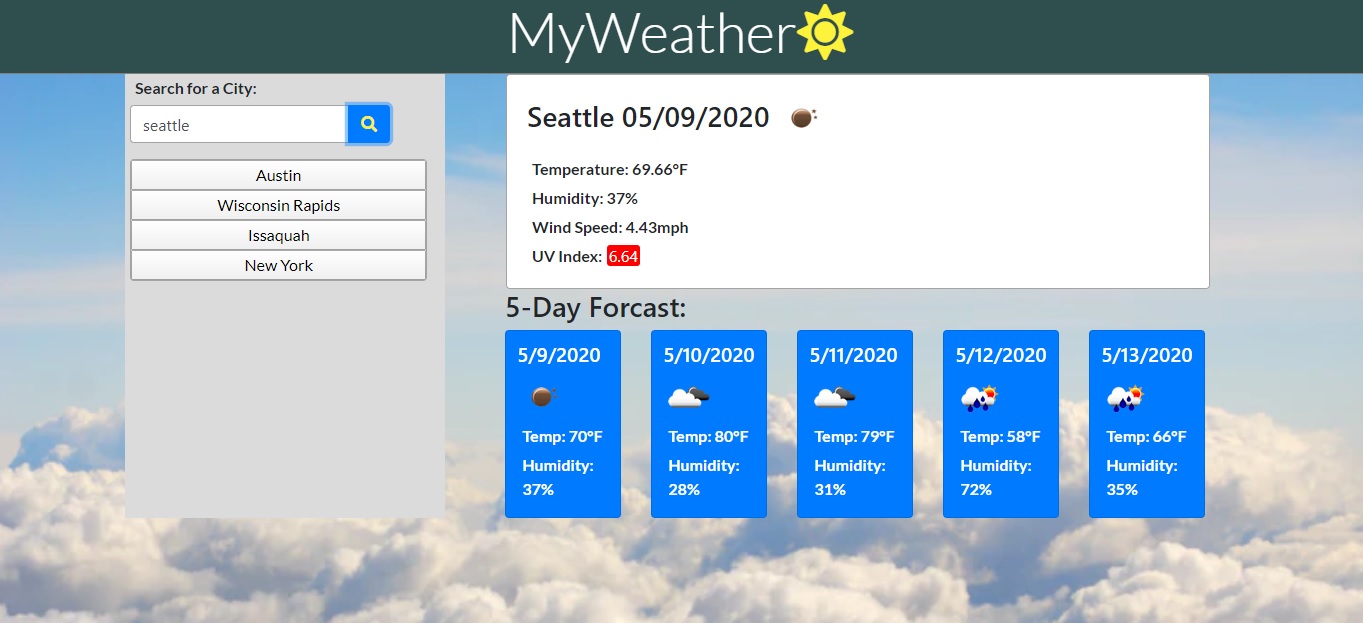 MyWeather
Search for a City:
seattle
Austin
Wisconsin Rapids
Issaquah
New York
Seattle 05/09/2020
Temperature: 69.66°F
Humidity: 37%
Wind Speed: 4.43mph
UV Index: 6.64
5-Day Forcast:
5/9/2020
Temp: 70°F
Humidity:
37%
5/10/2020
Temp: 80°F
Humidity:
28%
5/11/2020
Temp: 79°F
Humidity:
31%
5/12/2020
Temp: 58°F
Humidity:
72%
5/13/2020
Temp: 66°F
Humidity:
35%